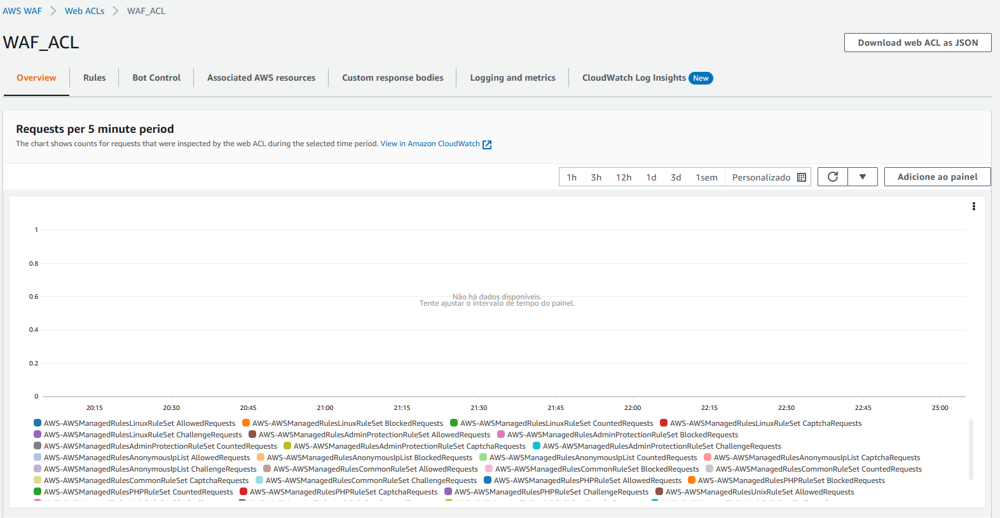 AWS WAF > Web ACLs > WAF_ACL
WAF_ACL
Download web ACL as JSON
Overview Rules Bot Control Associated AWS resources Custom response bodies Logging and metrics CloudWatch Log Insights New
Requests per 5 minute period
The chart shows counts for requests that were inspected by the web ACL during the selected time period. View in Amazon CloudWatch
1h 3h 12h 1d 3d 1sem Personalizado Adicione ao painel
1
0.8
0.6
Não há dados disponíveis.
Tente ajustar o intervalo de tempo do painel.
0.4
0.2
0
20:15 20:30 20:45 21:00 21:15 21:30 21:45 22:00 22:15 22:30 22:45 23:00
AWS-AWSManagedRulesLinuxRuleSet AllowedRequests AWS-AWSManagedRulesLinuxRuleSet BlockedRequests AWS-AWSManagedRulesLinuxRuleSet CountedRequests AWS-AWSManagedRulesLinuxRuleSet CaptchaRequests
AWS-AWSManagedRulesLinuxRuleSet ChallengeRequests AWS-AWSManagedRulesAdminProtectionRuleSet AllowedRequests AWS-AWSManagedRulesAdminProtectionRuleSet BlockedRequests
AWS-AWSManagedRulesAdminProtectionRuleSet CountedRequests AWS-AWSManagedRulesAdminProtectionRuleSet CaptchaRequests AWS-AWSManagedRulesAdminProtectionRuleSet ChallengeRequests
AWS-AWSManagedRulesAnonymousIpList AllowedRequests AWS-AWSManagedRulesAnonymousIpList BlockedRequests AWS-AWSManagedRulesAnonymousIpList CountedRequests AWS-AWSManagedRulesAnonymousIpList CaptchaRequests
AWS-AWSManagedRulesAnonymousIpList ChallengeRequests AWS-AWSManagedRulesCommonRuleSet AllowedRequests AWS-AWSManagedRulesCommonRuleSet BlockedRequests AWS-AWSManagedRulesCommonRuleSet CountedRequests
AWS-AWSManagedRulesCommonRuleSet CaptchaRequests AWS-AWSManagedRulesCommonRuleSet ChallengeRequests AWS-AWSManagedRulesPHPRuleSet AllowedRequests AWS-AWSManagedRulesPHPRuleSet BlockedRequests
AWS-AWSManagedRulesPHPRuleSet CountedRequests AWS-AWSManagedRulesPHPRuleSet CaptchaRequests AWS-AWSManagedRulesPHPRuleSet ChallengeRequests AWS-AWSManagedRulesUnixRuleSet AllowedRequests